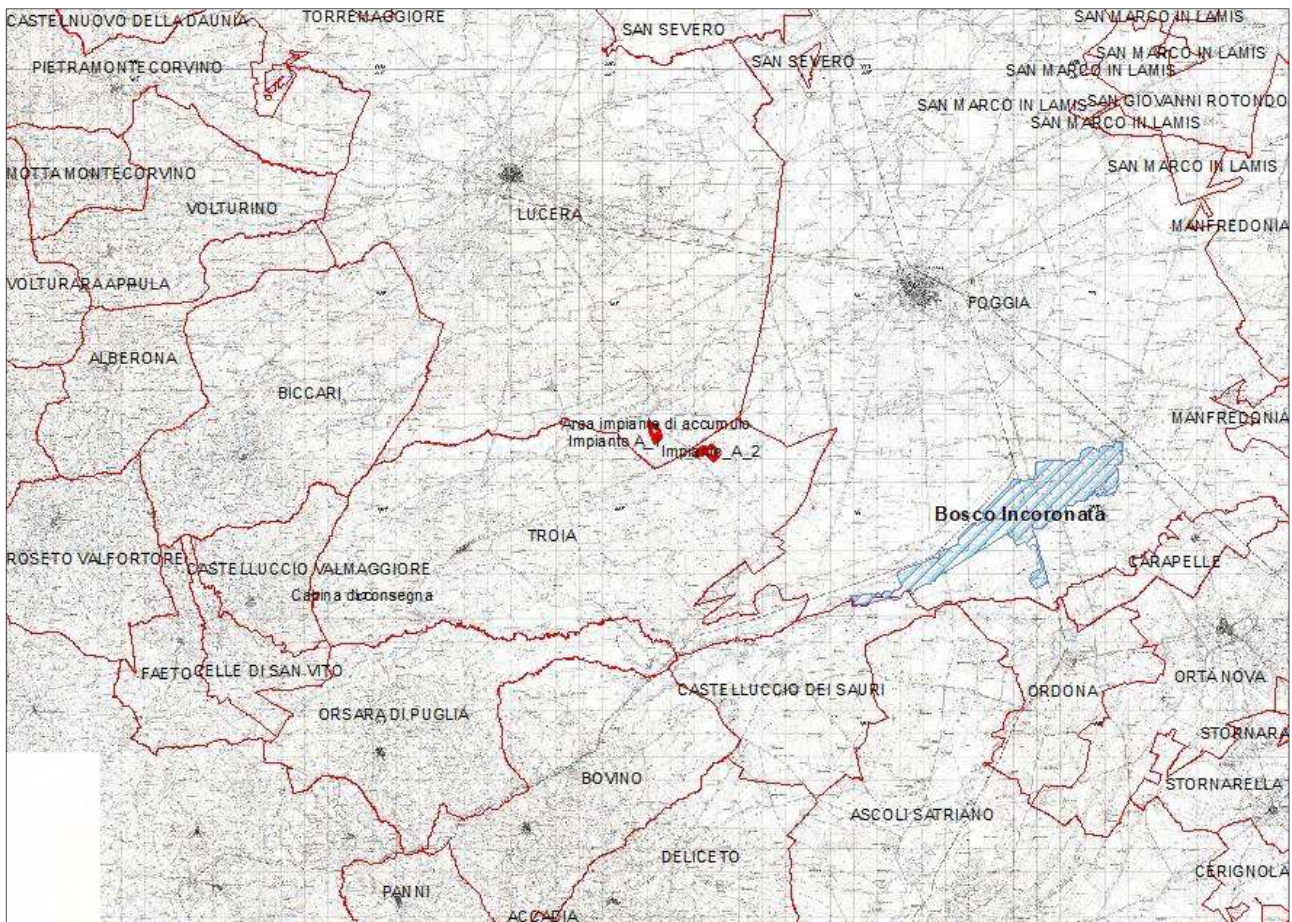 CASTELNUOVO DELLA DAUNIA
TORREMAGGIORE
SAN SEVERO
SAN MARCO IN LAMIS
PIETRAMONTECORVINO
SAN SEVERO
SAN MARCO IN LAMIS
SAN MARCO IN LAMIS
SAN MARCO IN LAMIS
SAN GIOVANNI ROTONDO
SAN MARCO IN LAMIS
MOTTA MONTECORVINO
SAN MARCO IN LAMIS
VOLTURINO
LUCERA
MANFREDONIA
VOLTURARA APPULA
FOGGIA
ALBERONA
BICCARI
MANFREDONIA
Area impianto di accumulo
Impianto A_
Impianto_A_2
Bosco Incoronata
TROIA
ROSETO VALFORTORE
CASTELLUCCIO VALMAGGIORE
CARAPELLE
Cabina di consegna
FAETO
CELLE DI SAN VITO
ORTA NOVA
CASTELLUCCIO DEI SAURI
ORDONA
ORSARA DI PUGLIA
STORNARA
BOVINO
STORNARELLA
ASCOLI SATRIANO
DELICETO
CERIGNOLA
PANNI
ACCADIA